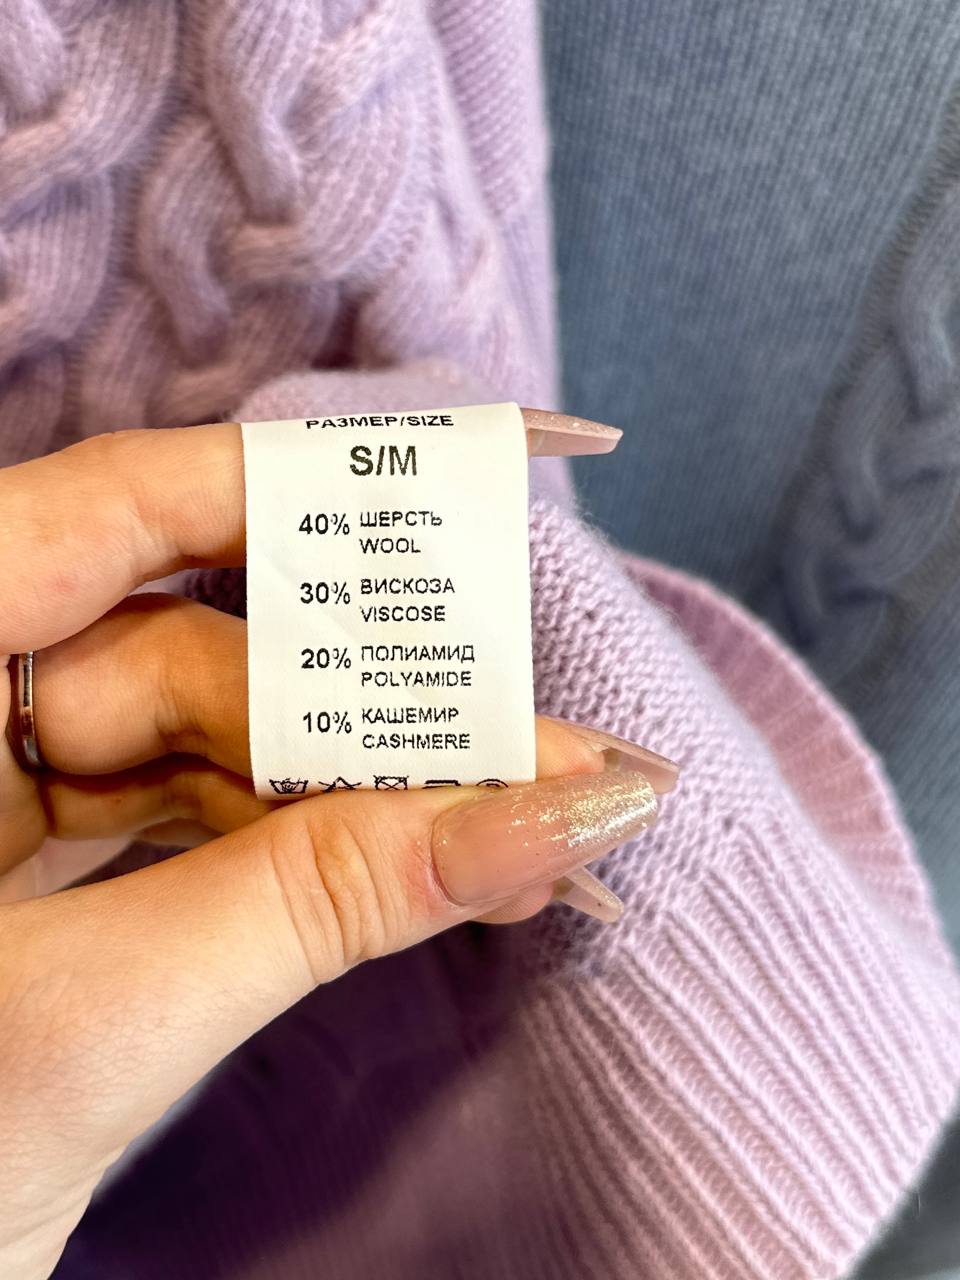 РАЗМЕР/SIZE
S/M
40% ШЕРСТЬ
WOOL
30% ВИСКОЗА
VISCOSE
20% ПОЛИАМИД
POLYAMIDE
10% КАШЕМИР
CASHMERE